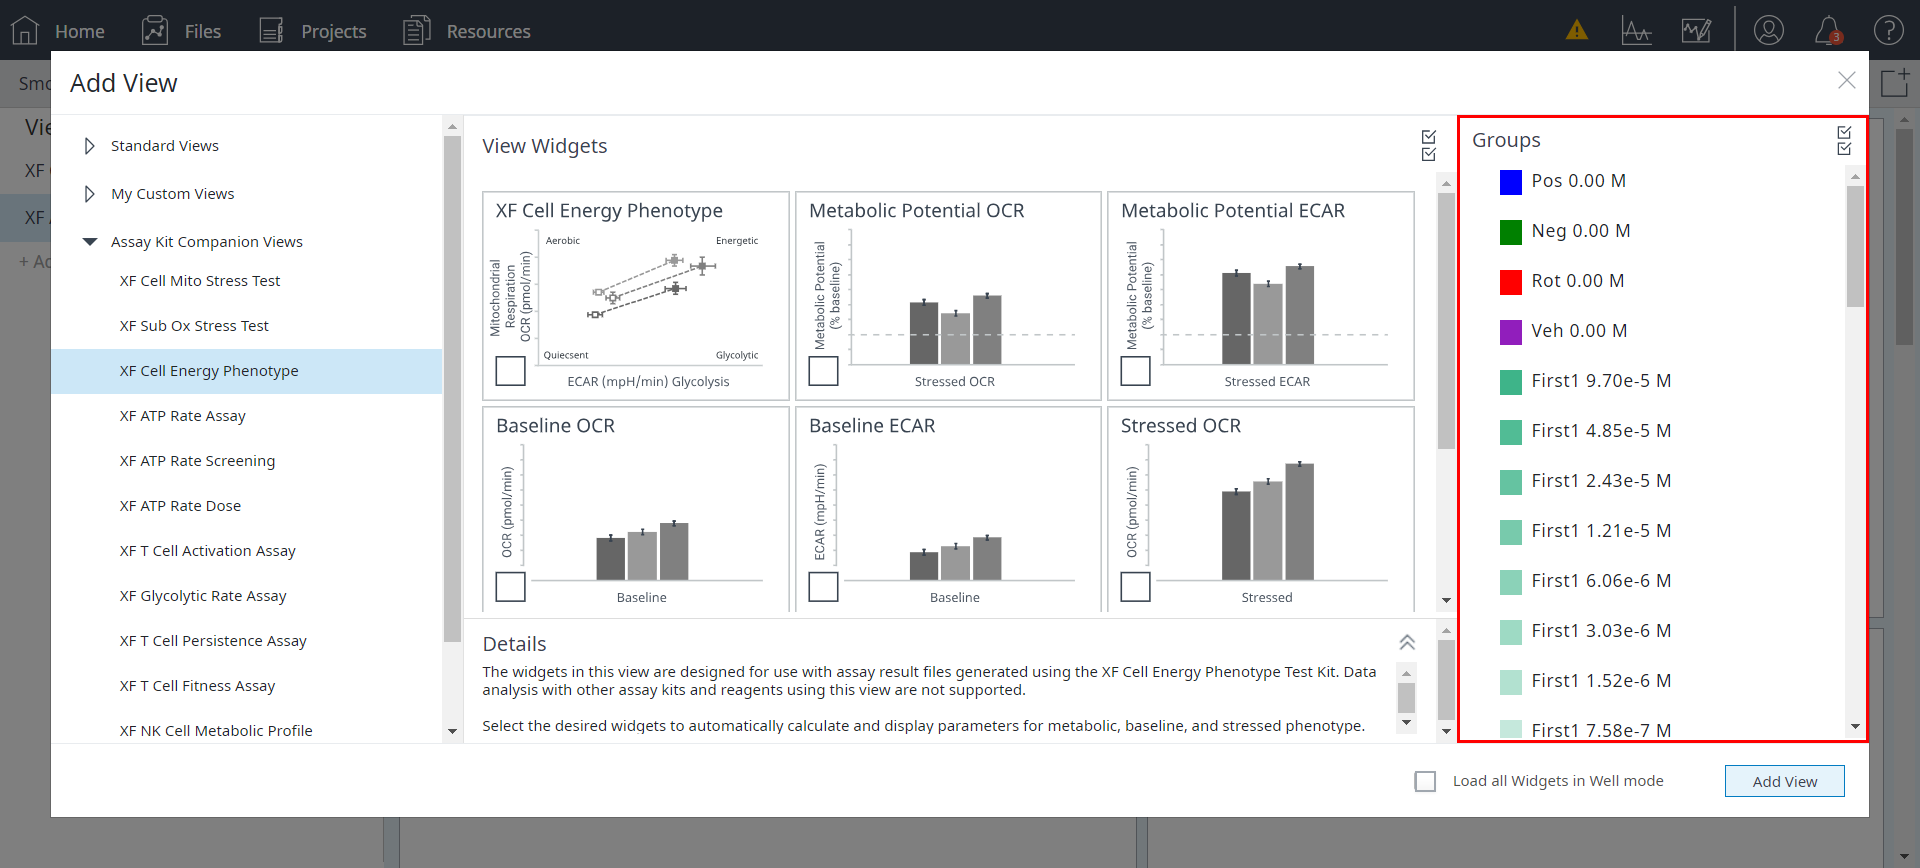 Home
Files
Projects
Resources
3
Smo
Vie
XF
XF
+ Ad
Add View
Standard Views
My Custom Views
Assay Kit Companion Views
XF Cell Mito Stress Test
XF Sub Ox Stress Test
XF Cell Energy Phenotype
XF ATP Rate Assay
XF ATP Rate Screening
XF ATP Rate Dose
XF T Cell Activation Assay
XF Glycolytic Rate Assay
XF T Cell Persistence Assay
XF T Cell Fitness Assay
XF NK Cell Metabolic Profile
View Widgets
XF Cell Energy Phenotype
Mitochondrial
Respiration
OCR (pmol/min)
Aerobic
Energetic
Quiecsent
Glycolytic
ECAR (mpH/min) Glycolysis
Metabolic Potential OCR
Metabolic Potential
(% baseline)
Stressed OCR
Metabolic Potential ECAR
Metabolic Potential
(% baseline)
Stressed ECAR
Baseline OCR
OCR (pmol/min)
Baseline
Baseline ECAR
ECAR (mpH/min)
Baseline
Stressed OCR
OCR (pmol/min)
Stressed
Details
The widgets in this view are designed for use with assay result files generated using the XF Cell Energy Phenotype Test Kit. Data
analysis with other assay kits and reagents using this view are not supported.
Select the desired widgets to automatically calculate and display parameters for metabolic, baseline, and stressed phenotype.
Groups
Pos 0.00 M
Neg 0.00 M
Rot 0.00 M
Veh 0.00 M
First1 9.70e-5 M
First1 4.85e-5 M
First1 2.43e-5 M
First1 1.21e-5 M
First1 6.06e-6 M
First1 3.03e-6 M
First1 1.52e-6 M
First1 7.58e-7 M
Load all Widgets in Well mode
Add View